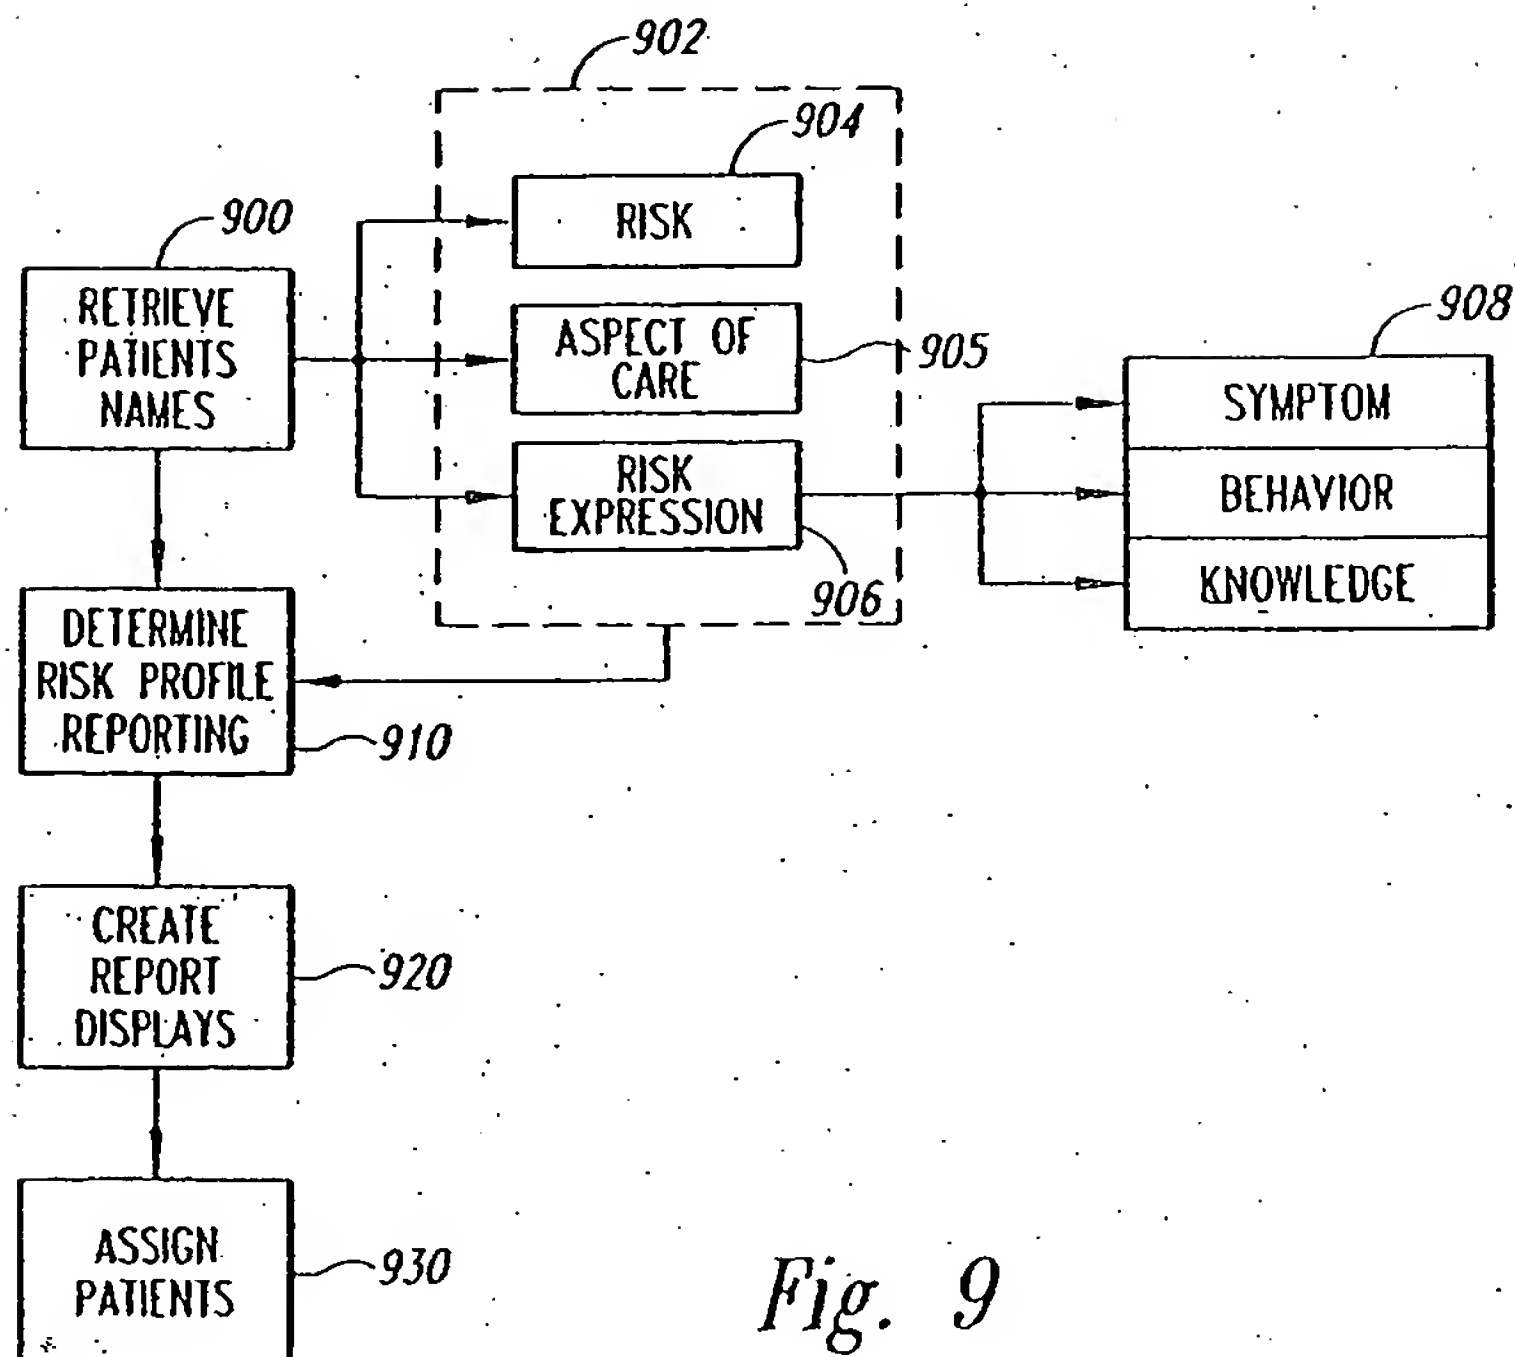 902
904
RISK
900
RETRIEVE
PATIENTS
NAMES
ASPECT OF
CARE
905
908
SYMPTOM
BEHAVIOR
KNOWLEDGE
RISK
EXPRESSION
906
DETERMINE
RISK PROFILE
REPORTING
910
CREATE
REPORT
DISPLAYS
920
ASSIGN
PATIENTS
930
Fig. 9